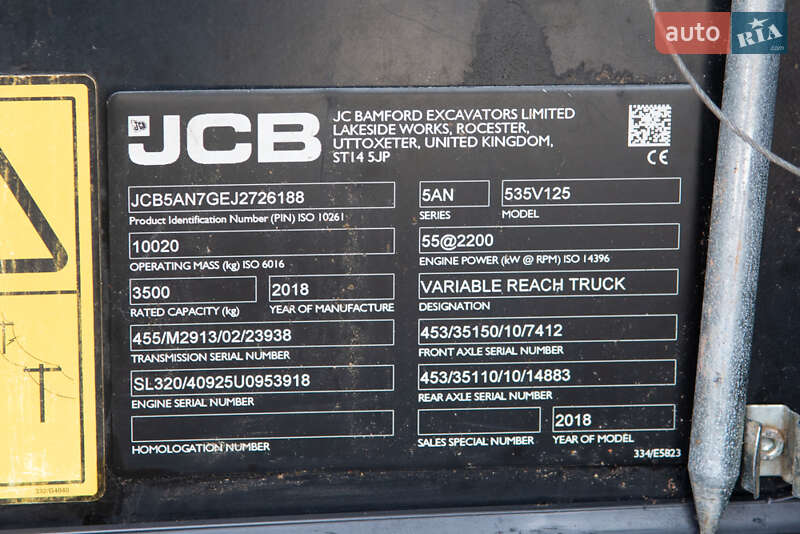 auto RIA .com
JCB
JC BAMFORD EXCAVATORS LIMITED
LAKESIDE WORKS, ROCESTER,
UTTOXETER, UNITED KINGDOM,
ST14 5JP
CE
JCB5AN7GEJ2726188
Product Identification Number (PIN) ISO 10261
5AN
SERIES
535V125
MODEL
10020
OPERATING MASS (kg) ISO 6016
55@2200
ENGINE POWER (kW @ RPM) ISO 14396
3500
RATED CAPACITY (kg)
2018
YEAR OF MANUFACTURE
VARIABLE REACH TRUCK
DESIGNATION
455/M2913/02/23938
TRANSMISSION SERIAL NUMBER
453/35150/10/7412
FRONT AXLE SERIAL NUMBER
SL320/40925U0953918
ENGINE SERIAL NUMBER
453/35110/10/14883
REAR AXLE SERIAL NUMBER
HOMOLOGATION NUMBER
SALES SPECIAL NUMBER
2018
YEAR OF MODEL
334/E5823